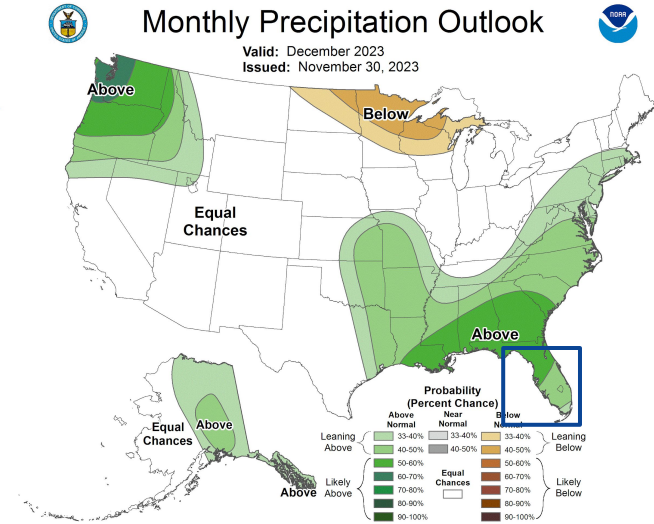 Monthly Precipitation Outlook
NOAA
Valid: December 2023
Issued: November 30, 2023
Above
Below
Equal
Chances
Above
Equal
Chances
Above
Above
Probability
(Percent Chance)
Above Near Below
Normal Normal Normal
Leaning
Above
33-40% 33-40% 33-40%
40-50% 40-50% 40-50%
Leaning
Below
Likely
Above
50-60% 50-60%
60-70% 60-70%
70-80% 70-80%
80-90% 80-90%
90-100% 90-100%
Equal
Chances
Likely
Below